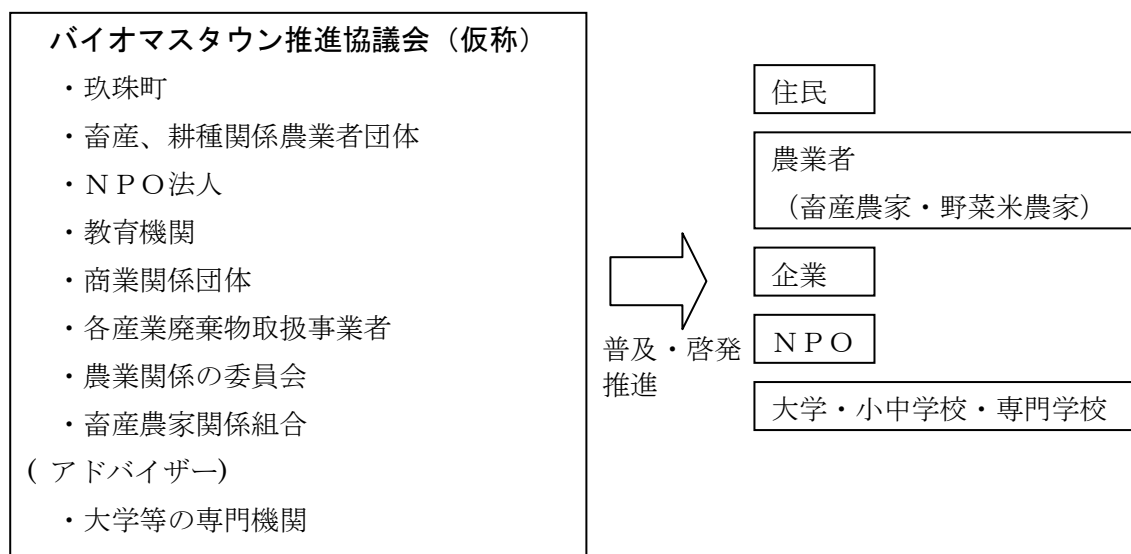 バイオマスタウン推進協議会（仮称）
・玖珠町
・畜産、耕種関係農業者団体
・ＮＰＯ法人
・教育機関
・商業関係団体
・各産業廃棄物取扱事業者
・農業関係の委員会
・畜産農家関係組合
( アドバイザー)
・大学等の専門機関
普及・啓発
推進
住民
農業者
（畜産農家・野菜米農家）
企業
ＮＰＯ
大学・小中学校・専門学校